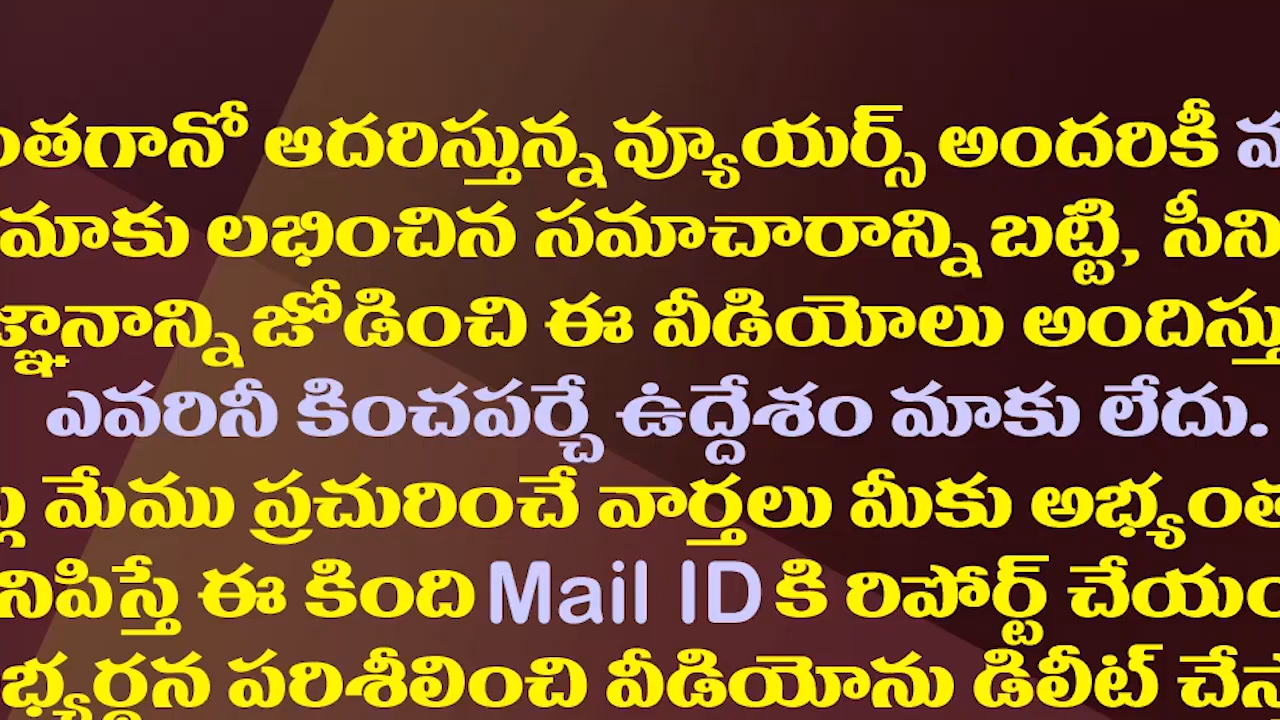 ఆదరిస్తున్న వ్యూయర్స్ అందరికీ
మాకు లభించిన సమాచారాన్ని బట్టి,
జోడించి ఈ వీడియోలు
ఎవరినీ కించపర్చే ఉద్దేశం మాకు లేదు.
మేము ప్రచురించే వార్తలు మీకు
ఈ కింది Mail ID కి రిపోర్ట్
పరిశీలించి వీడియోను డిలీట్